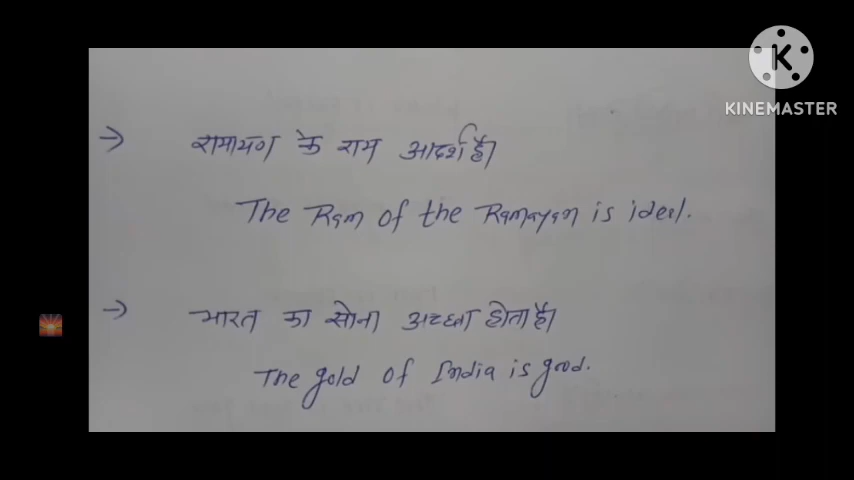 KINEMASTER
→ रामायण के राम आदर्श है।
The Ram of the Ramayan is ideal.
→ भारत का सोना अच्छा होता है।
The gold of India is good.